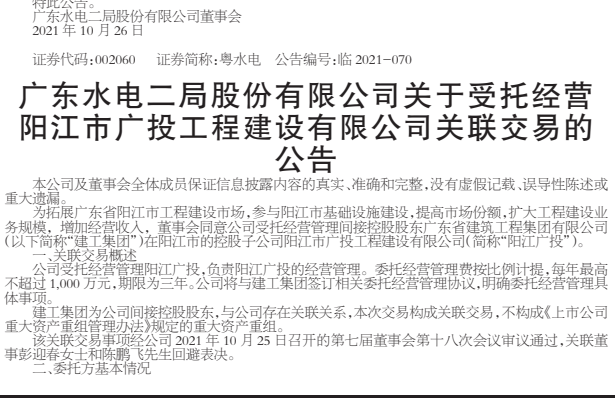 特此公告。
广东水电二局股份有限公司董事会
2021 年 10 月 26 日
证券代码:002060 证券简称:粤水电 公告编号:临 2021-070
广东水电二局股份有限公司关于受托经营
阳江市广投工程建设有限公司关联交易的
公告
本公司及董事会全体成员保证信息披露内容的真实、准确和完整,没有虚假记载、误导性陈述或
重大遗漏。
为拓展广东省阳江市工程建设市场,参与阳江市基础设施建设,提高市场份额,扩大工程建设业
务规模，增加经营收入，董事会同意公司受托经营管理间接控股股东广东省建筑工程集团有限公司
(以下简称“建工集团”)在阳江市的控股子公司阳江市广投工程建设有限公司(简称“阳江广投”)。
一、关联交易概述
公司受托经营管理阳江广投,负责阳江广投的经营管理。委托经营管理费按比例计提,每年最高
不超过 1,000 万元,期限为三年。公司将与建工集团签订相关委托经营管理协议,明确委托经营管理具
体事项。
建工集团为公司间接控股股东,与公司存在关联关系,本次交易构成关联交易,不构成《上市公司
重大资产重组管理办法》规定的重大资产重组。
该关联交易事项经公司 2021 年 10 月 25 日召开的第七届董事会第十八次会议审议通过,关联董
事彭迎春女士和陈鹏飞先生回避表决。
二、委托方基本情况